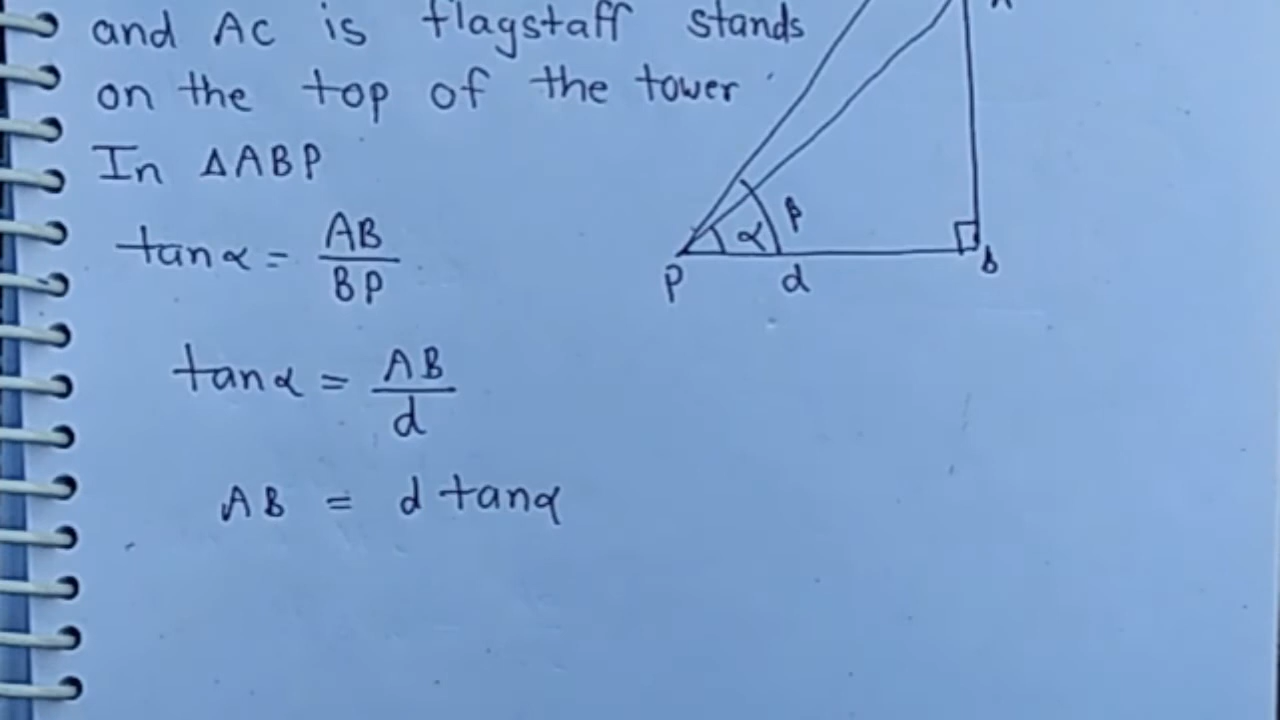 and AC is flagstaff stands
on the top of the tower
In ΔABP
tanα = AB/BP
tanα = AB/d
AB = d tanα
α β
P d B